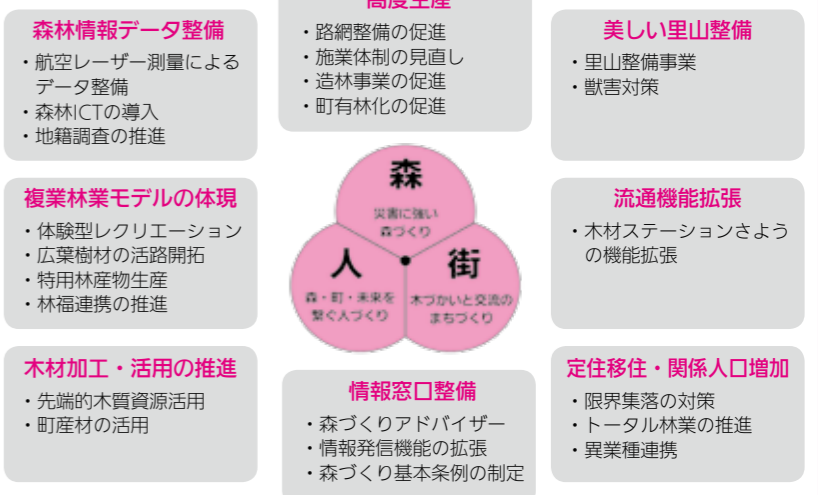 森林情報データ整備
・航空レーザー測量による
データ整備
・森林ICTの導入
・地籍調査の推進
高度生産
・路網整備の促進
・施業体制の見直し
・造林事業の促進
・町有林化の促進
美しい里山整備
・里山整備事業
・獣害対策
複業林業モデルの体現
・体験型レクリエーション
・広葉樹材の活路開拓
・特用林産物生産
・林福連携の推進
森
災害に強い
森づくり
人
森・町・未来を
繋ぐ人づくり
街
木づかいと交流の
まちづくり
流通機能拡張
・木材ステーションさよう
の機能拡張
木材加工・活用の推進
・先端的木質資源活用
・町産材の活用
情報窓口整備
・森づくりアドバイザー
・情報発信機能の拡張
・森づくり基本条例の制定
定住移住・関係人口増加
・限界集落の対策
・トータル林業の推進
・異業種連携